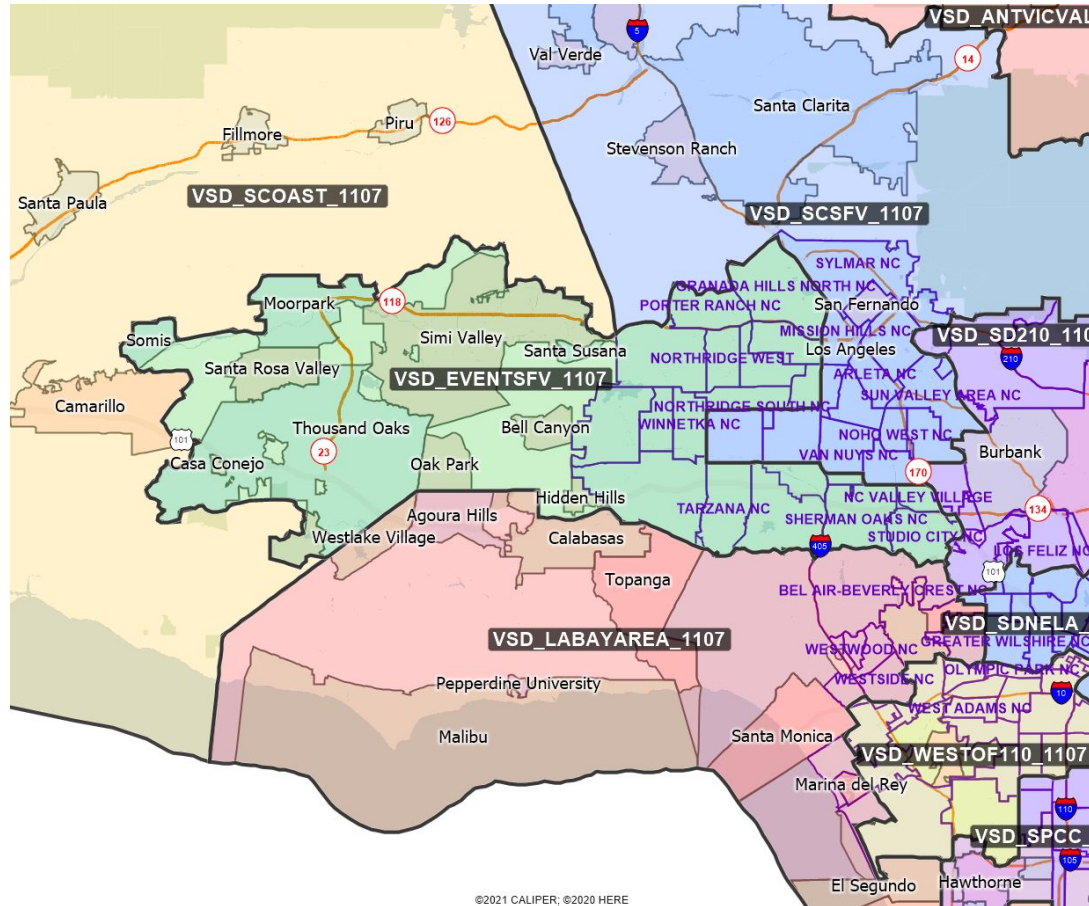 VSD_ANTVICVAL
5
Val Verde
14
Santa Clarita
Piru
126
Fillmore
Stevenson Ranch
Santa Paula
VSD_SCOAST_1107
VSD_SCSFV_1107
SYLMAR NC
GRANADA HILLS NORTH NC
Moorpark
118
PORTER RANCH NC
San Fernando
MISSION HILLS NC
VSD_SD210_110
Somis
Simi Valley
Santa Susana
NORTHRIDGE WEST
Los Angeles
210
Santa Rosa Valley
VSD_EVENTSFV_1107
ARLETA NC
SUN VALLEY AREA NC
Camarillo
NORTHRIDGE SOUTH NC
WINNETKA NC
Thousand Oaks
Bell Canyon
NOHO WEST NC
101
23
VAN NUYS NC
Burbank
Casa Conejo
Oak Park
170
Hidden Hills
NC VALLEY VILLAGE
TARZANA NC
134
Agoura Hills
SHERMAN OAKS NC
Westlake Village
Calabasas
405
STUDIO CITY NC
LOS FELIZ NC
101
Topanga
BEL AIR-BEVERLY CREST NC
VSD_SDNELA
VSD_LABAYAREA_1107
WESTWOOD NC
GREATER WILSHIRE NC
OLYMPIC PARK NC
WESTSIDE NC
Pepperdine University
10
WEST ADAMS NC
Malibu
Santa Monica
VSD_WESTOF110_1107
Marina del Rey
110
VSD_SPCC_
105
El Segundo
Hawthorne
©2021 CALIPER; ©2020 HERE